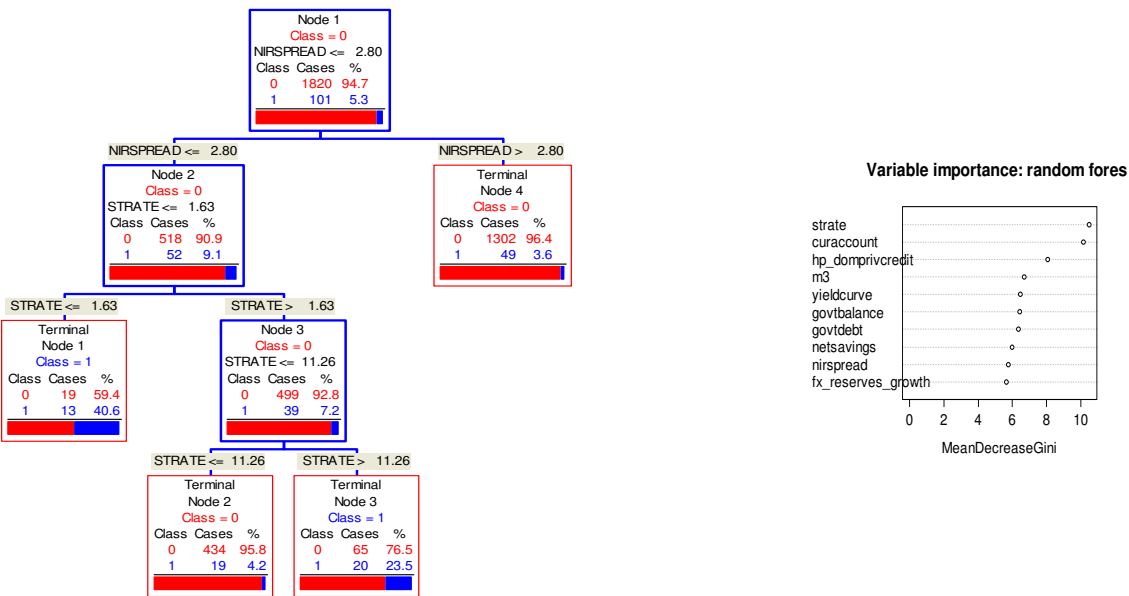 Node 1
Class = 0
NIRSPREAD <= 2.80
Class Cases %
0 1820 94.7
1 101 5.3
NIRSPREAD <= 2.80
NIRSPREAD > 2.80
Node 2
Class = 0
STRATE <= 1.63
Class Cases %
0 518 90.9
1 52 9.1
Terminal
Node 4
Class = 0
Class Cases %
0 1302 96.4
1 49 3.6
STRATE <= 1.63
STRATE > 1.63
Terminal
Node 1
Class = 1
Class Cases %
0 19 59.4
1 13 40.6
Node 3
Class = 0
STRATE <= 11.26
Class Cases %
0 499 92.8
1 39 7.2
STRATE <= 11.26
STRATE > 11.26
Terminal
Node 2
Class = 0
Class Cases %
0 434 95.8
1 19 4.2
Terminal
Node 3
Class = 1
Class Cases %
0 65 76.5
1 20 23.5
Variable importance: random fores
strate
curaccount
hp_domprivcredit
m3
yieldcurve
govtbalance
govtdebt
netsavings
nirspread
fx_reserves_growth
0 2 4 6 8 10
MeanDecreaseGini